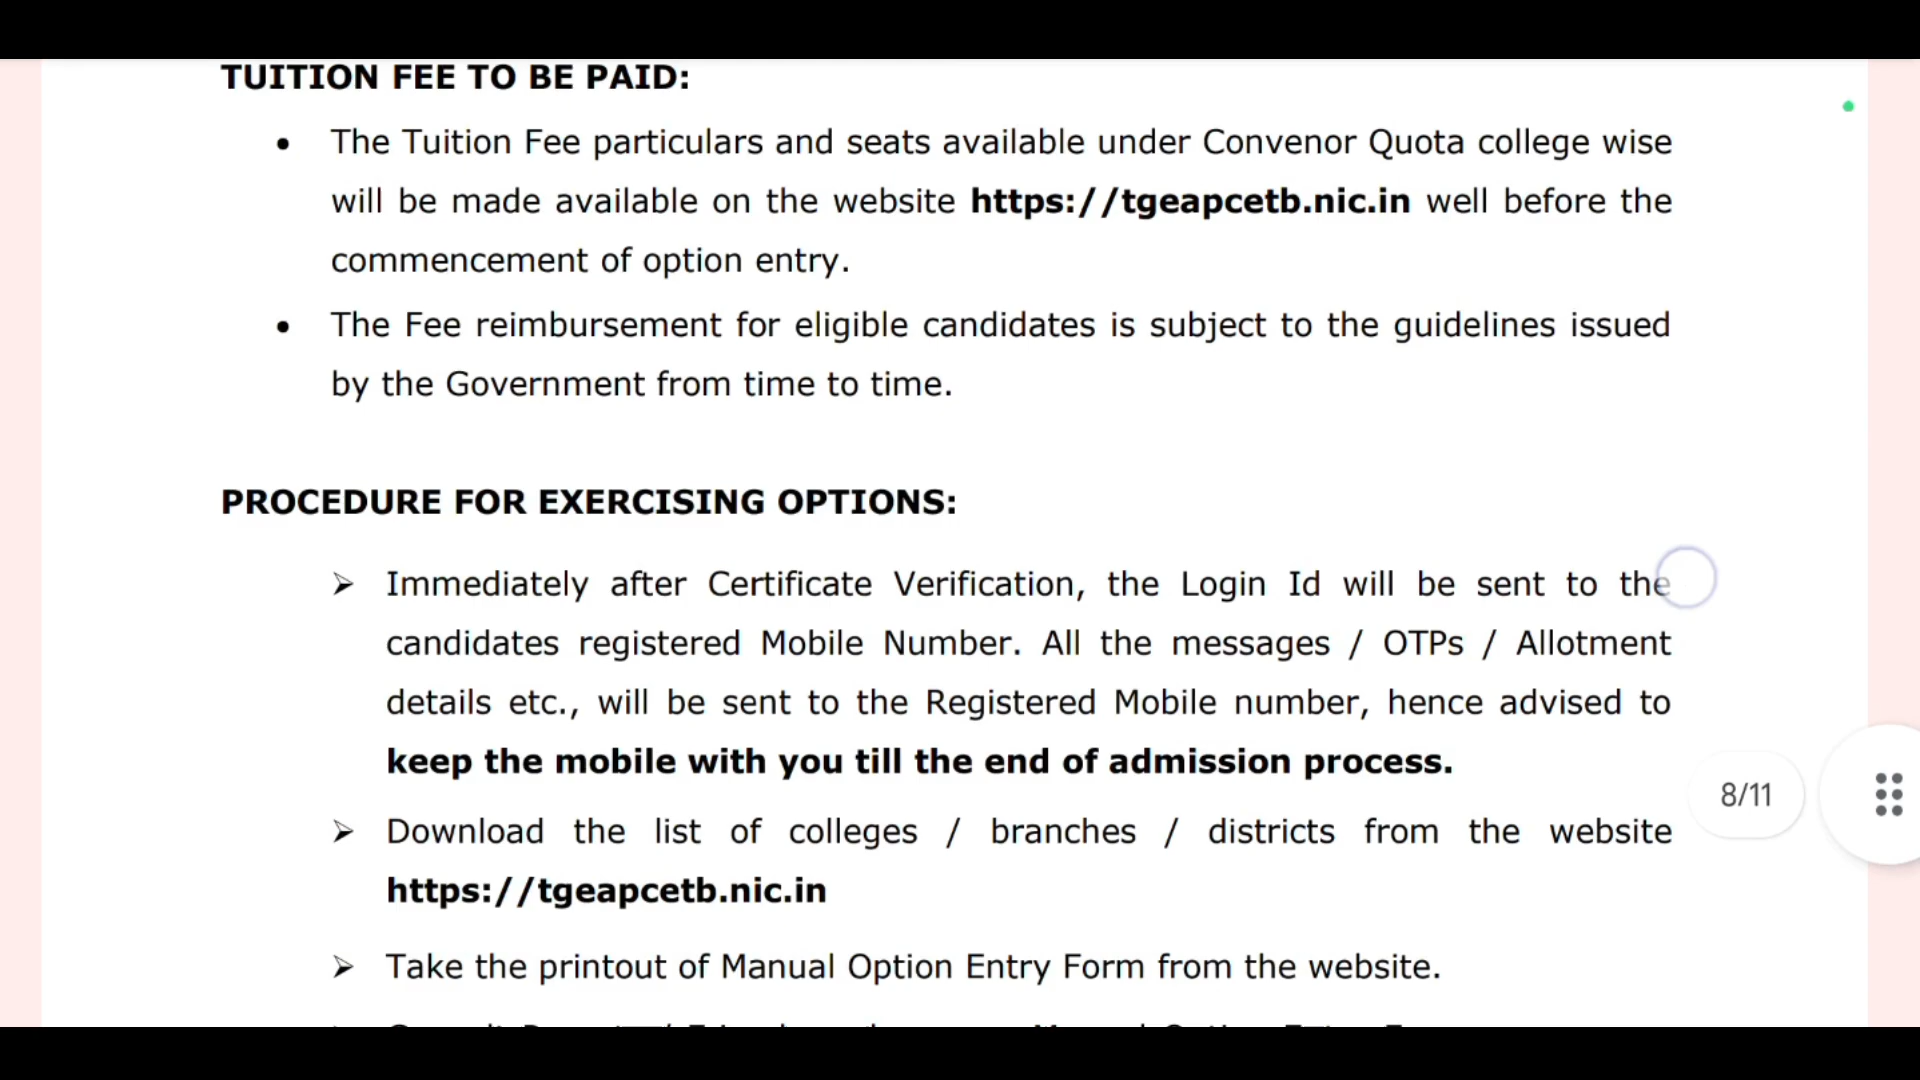 TUITION FEE TO BE PAID:
• The Tuition Fee particulars and seats available under Convenor Quota college wise
will be made available on the website https://tgeapcetb.nic.in well before the
commencement of option entry.
• The Fee reimbursement for eligible candidates is subject to the guidelines issued
by the Government from time to time.
PROCEDURE FOR EXERCISING OPTIONS:
➢ Immediately after Certificate Verification, the Login Id will be sent to the
candidates registered Mobile Number. All the messages / OTPs / Allotment
details etc., will be sent to the Registered Mobile number, hence advised to
keep the mobile with you till the end of admission process.
8/11
➢ Download the list of colleges / branches / districts from the website
https://tgeapcetb.nic.in
➢ Take the printout of Manual Option Entry Form from the website.